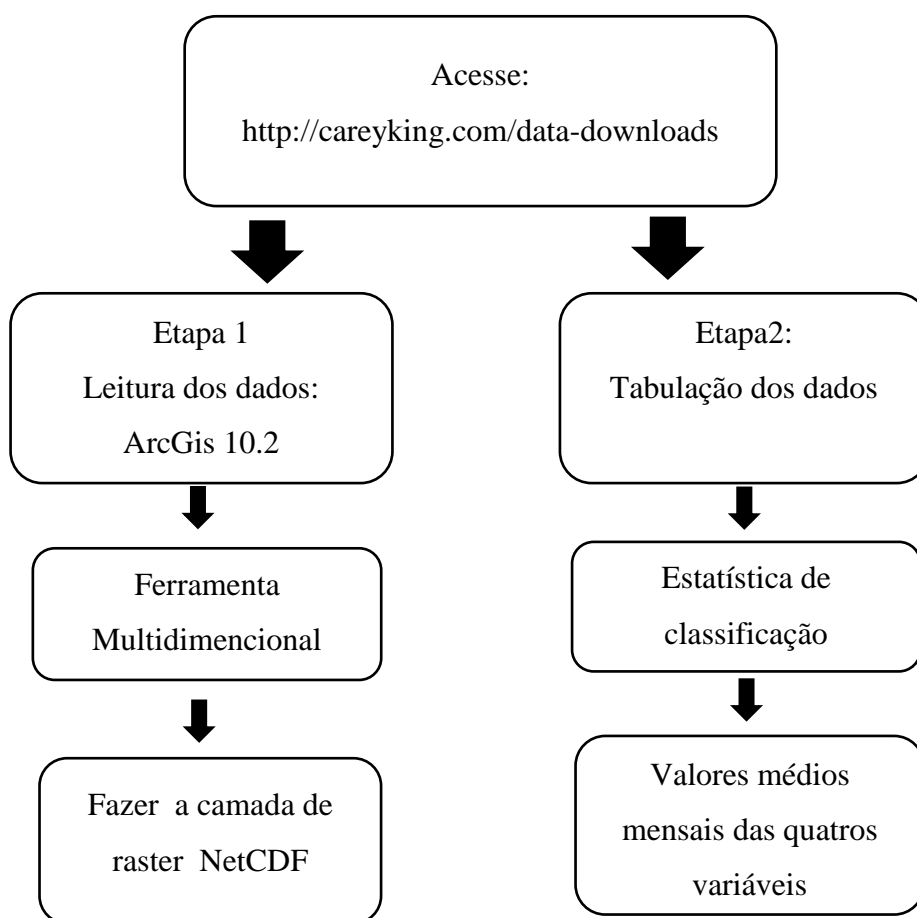 Acesse:
http://careyking.com/data-downloads
Etapa 1
Leitura dos dados:
ArcGis 10.2
Etapa2:
Tabulação dos dados
Ferramenta
Multidimencional
Estatística de
classificação
Fazer a camada de
raster NetCDF
Valores médios
mensais das quatros
variáveis